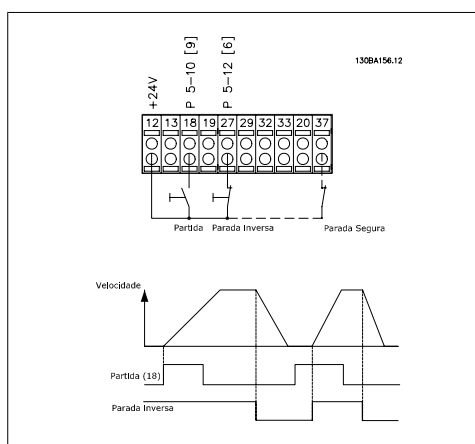 130BA156.12
+24V
P 5-10 [9]
P 5-12 [6]
12 13 18 19 27 29 32 33 20 37
Partida Parada Inversa Parada Segura
Velocidade
Partida (18)
Parada Inversa